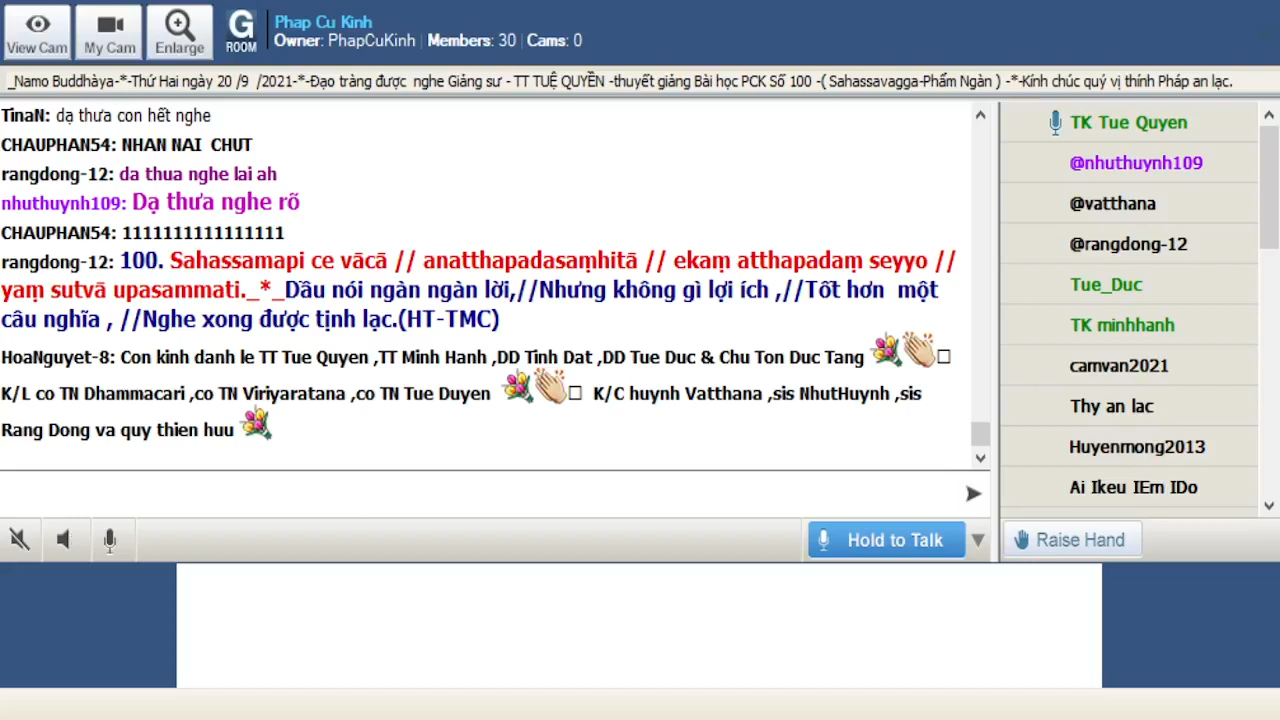 View Cam
My Cam
Enlarge
G
ROOM
Phap Cu Kinh
Owner: PhapCuKinh | Members: 30 | Cams: 0
_Namo Buddhàya-*-Thứ Hai ngày 20 /9 /2021-*-Đạo tràng được nghe Giảng sư - TT TUỆ QUYỀN -thuyết giảng Bài học PCK Số 100 -( Sahassavagga-Phẩm Ngàn ) -*-Kính chúc quý vị thính Pháp an lạc.
TinaN: dạ thưa con hết nghe
CHAUPHAN54: NHAN NAI CHUT
rangdong-12: da thua nghe lai ah
nhuthuynh109: Dạ thưa nghe rõ
CHAUPHAN54: 1111111111111111
rangdong-12: 100. Sahassamapi ce vācā // anatthapadasaṃhitā // ekaṃ atthapadaṃ seyyo //
yaṃ sutvā upasammati._*_Dầu nói ngàn ngàn lời,//Nhưng không gì lợi ích ,//Tốt hơn một
câu nghĩa , //Nghe xong được tịnh lạc.(HT-TMC)
HoaNguyet-8: Con kinh danh le TT Tue Quyen ,TT Minh Hanh ,DD Tinh Dat ,DD Tue Duc & Chu Ton Duc Tang
K/L co TN Dhammacari ,co TN Viriyaratana ,co TN Tue Duyen K/C huynh Vatthana ,sis NhutHuynh ,sis
Rang Dong va quy thien huu
TK Tue Quyen
@nhuthuynh109
@vatthana
@rangdong-12
Tue_Duc
TK minhhanh
camvan2021
Thy an lac
Huyenmong2013
Ai Ikeu IEm IDo
Hold to Talk
Raise Hand